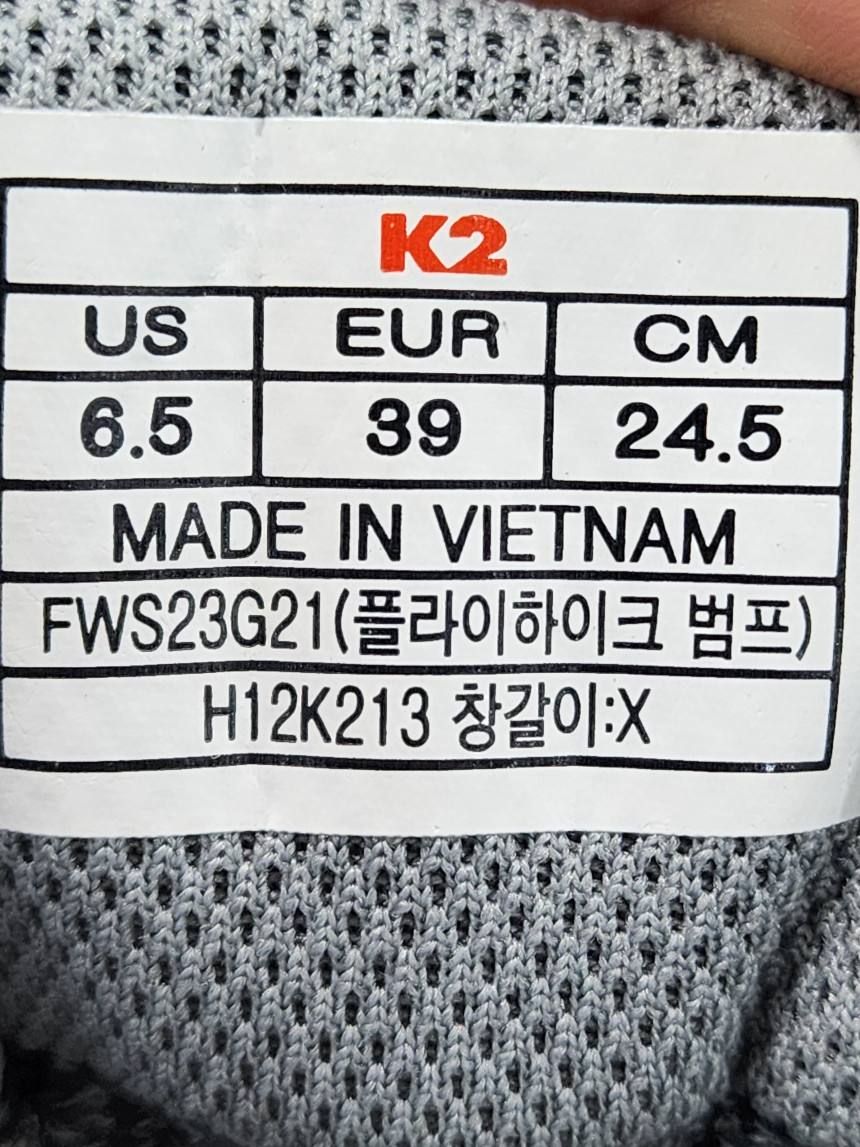 K2
US EUR CM
6.5 39 24.5
MADE IN VIETNAM
FWS23G21(플라이하이크 범프)
H12K213 창갈이:X